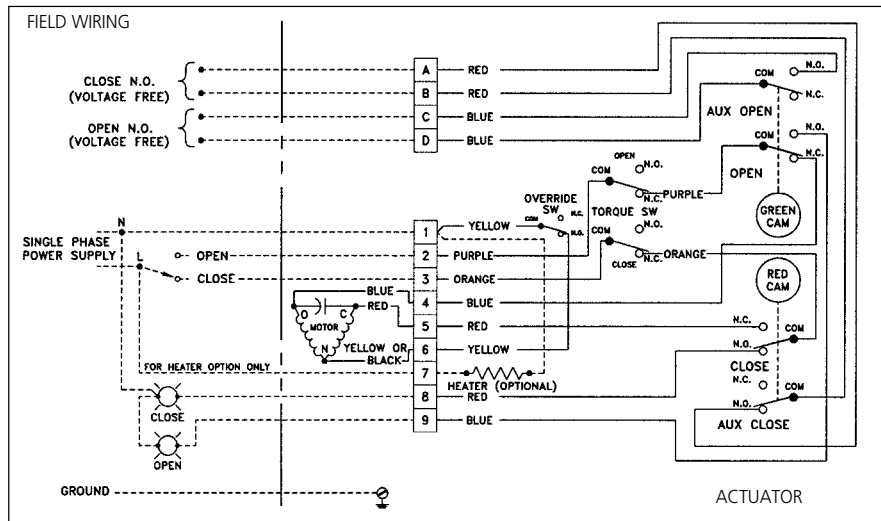 FIELD WIRING
CLOSE N.O.
(VOLTAGE FREE)
OPEN N.O.
(VOLTAGE FREE)
A RED
B RED
C BLUE
D BLUE
COM
N.O.
N.C.
AUX OPEN
COM
N.O.
N.C.
OPEN
GREEN
CAM
OPEN
N.O.
COM
N.C.
PURPLE
TORQUE SW
N.O.
COM
CLOSE
N.C.
ORANGE
OVERRIDE
SW
N.C.
COM
N.O.
RED
CAM
N
SINGLE PHASE
POWER SUPPLY
L
OPEN
CLOSE
1 YELLOW
2 PURPLE
3 ORANGE
BLUE 4 BLUE
RED 5 RED
O C
MOTOR
N
YELLOW OR
BLACK
6 YELLOW
FOR HEATER OPTION ONLY
7
HEATER (OPTIONAL)
8 RED
9 BLUE
N.C.
COM
N.O.
CLOSE
N.C.
COM
N.O.
AUX CLOSE
CLOSE
OPEN
GROUND
ACTUATOR